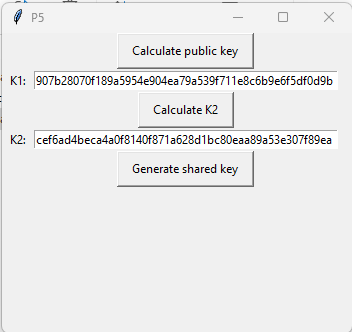 P5
Calculate public key
K1: 907b28070f189a5954e904ea79a539f711e8c6b9e6f5df0d9b
Calculate K2
K2: cef6ad4beca4a0f8140f871a628d1bc80eaa89a53e307f89ea
Generate shared key